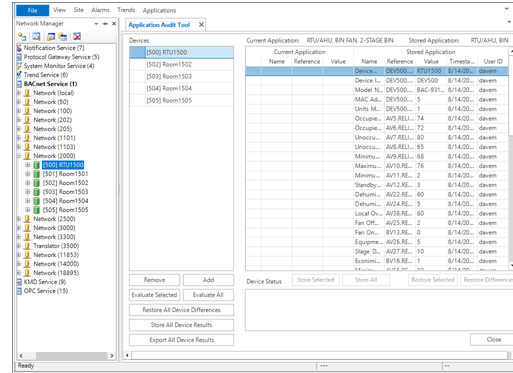 File View Site Alarms Trends Applications
Network Manager
Application Audit Tool
Notification Service (7)
Protocol Gateway Service (5)
System Monitor Service (4)
Trend Service (6)
BACnet Service (1)
Network (local)
Network (50)
Network (100)
Network (202)
Network (205)
Network (1101)
Network (1103)
Network (2000)
[500] RTU1500
[501] Room1501
[502] Room1502
[503] Room1503
[504] Room1504
[505] Room1505
Network (2500)
Network (3000)
Network (3300)
Translator (3500)
Network (11853)
Network (14000)
Network (18895)
KMD Service (9)
OPC Service (15)
Devices
[500] RTU1500
[502] Room1502
[503] Room1503
[504] Room1504
[505] Room1505
Remove Add
Evaluate Selected Evaluate All
Restore All Device Differences
Store All Device Results
Export All Device Results
Current Application: RTU/AHU, BIN FAN, 2-STAGE BIN Stored Application: RTU/AHU, BIN
Current Application Stored Application
Name Reference Value Name Reference Value Timesta... User ID
Device... DEV500.... RTU1500 8/14/20... davem
Device I... DEV500.... DEV500 8/14/20... davem
Model N... DEV500.... BAC-931... 8/14/20... davem
MAC Ad... DEV500.... 5 8/14/20... davem
Units M... DEV500.... 1 8/14/20... davem
Occupie... AV5.RELI... 74 8/14/20... davem
Occupie... AV6.RELI... 72 8/14/20... davem
Unoccu... AV7.RELI... 80 8/14/20... davem
Unoccu... AV8.RELI... 65 8/14/20... davem
Minimu... AV9.RELI... 68 8/14/20... davem
Maximu... AV10.RE... 76 8/14/20... davem
Minimu... AV11.RE... 2 8/14/20... davem
Standby... AV12.RE... 3 8/14/20... davem
Dehumi... AV22.RE... 60 8/14/20... davem
Dehumi... AV24.RE... 5 8/14/20... davem
Local Ov... AV38.RE... 60 8/14/20... davem
Fan Off... AV25.RE... 2 8/14/20... davem
Fan On... BV13.RE... 0 8/14/20... davem
Equipme... AV26.RE... 5 8/14/20... davem
Stage D... AV27.RE... 10 8/14/20... davem
Economi... BV16.RE... 1 8/14/20... davem
Device Status Store Selected Store All Restore Selected Restore Differences
Close
Ready --- --